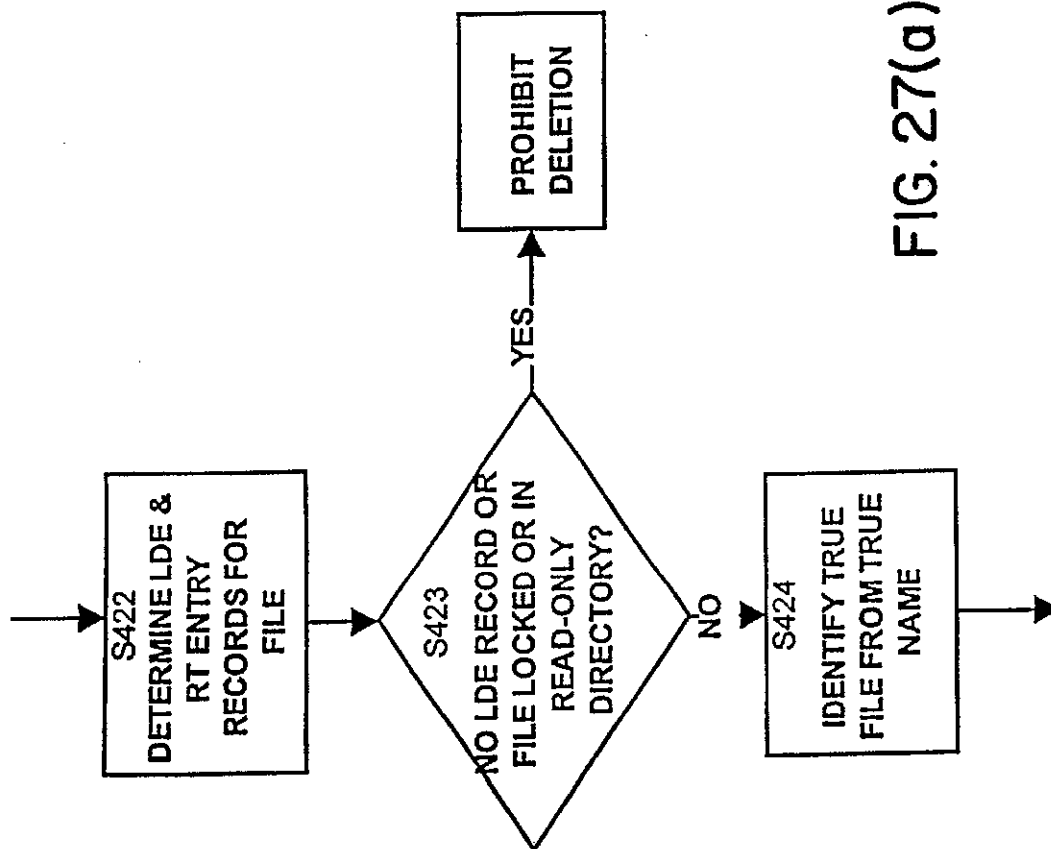 S422
DETERMINE LDE &
RT ENTRY
RECORDS FOR
FILE
S423
NO LDE RECORD OR
FILE LOCKED OR IN
READ-ONLY
DIRECTORY?
YES
PROHIBIT
DELETION
NO
S424
IDENTIFY TRUE
FILE FROM TRUE
NAME
FIG. 27(a)